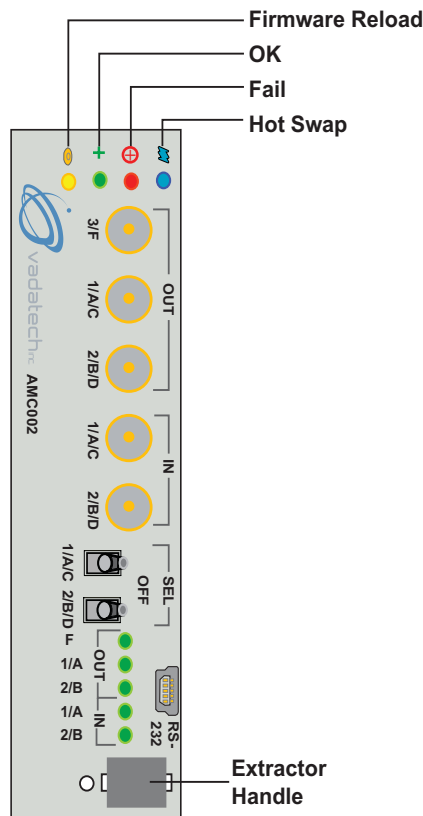 Firmware Reload
OK
Fail
Hot Swap
vadatech INC
AMC002
3/F
1/A/C
2/B/D
OUT
1/A/C
2/B/D
IN
1/A/C
2/B/D
OFF
SEL
F
1/A
2/B
OUT
1/A
2/B
IN
RS-
232
Extractor
Handle